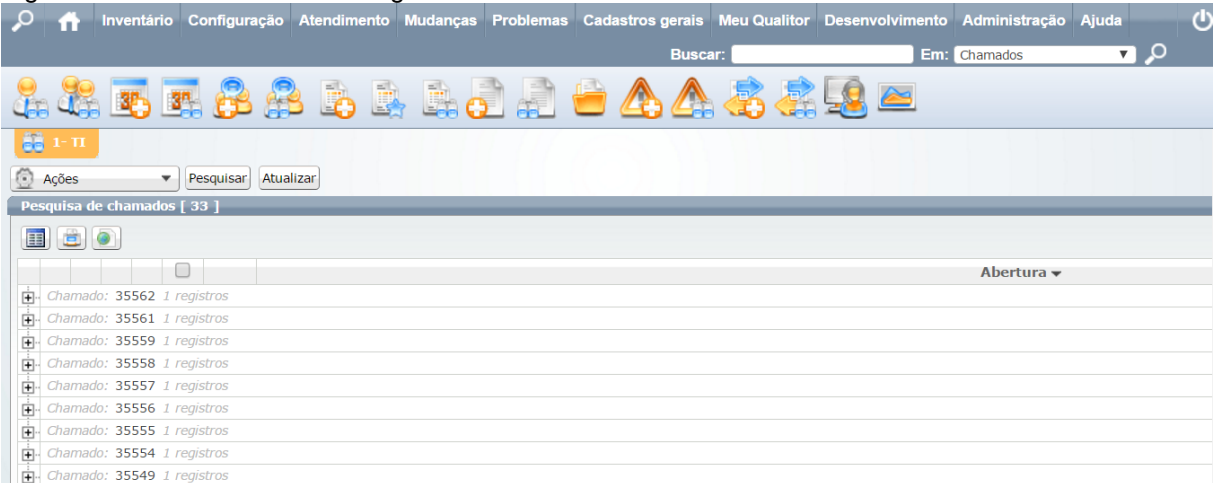 Inventário Configuração Atendimento Mudanças Problemas Cadastros gerais Meu Qualitor Desenvolvimento Administração Ajuda
Buscar: Em: Chamados
1- TI
Ações Pesquisar Atualizar
Pesquisa de chamados [ 33 ]
Abertura
Chamado: 35562 1 registros
Chamado: 35561 1 registros
Chamado: 35559 1 registros
Chamado: 35558 1 registros
Chamado: 35557 1 registros
Chamado: 35556 1 registros
Chamado: 35555 1 registros
Chamado: 35554 1 registros
Chamado: 35549 1 registros